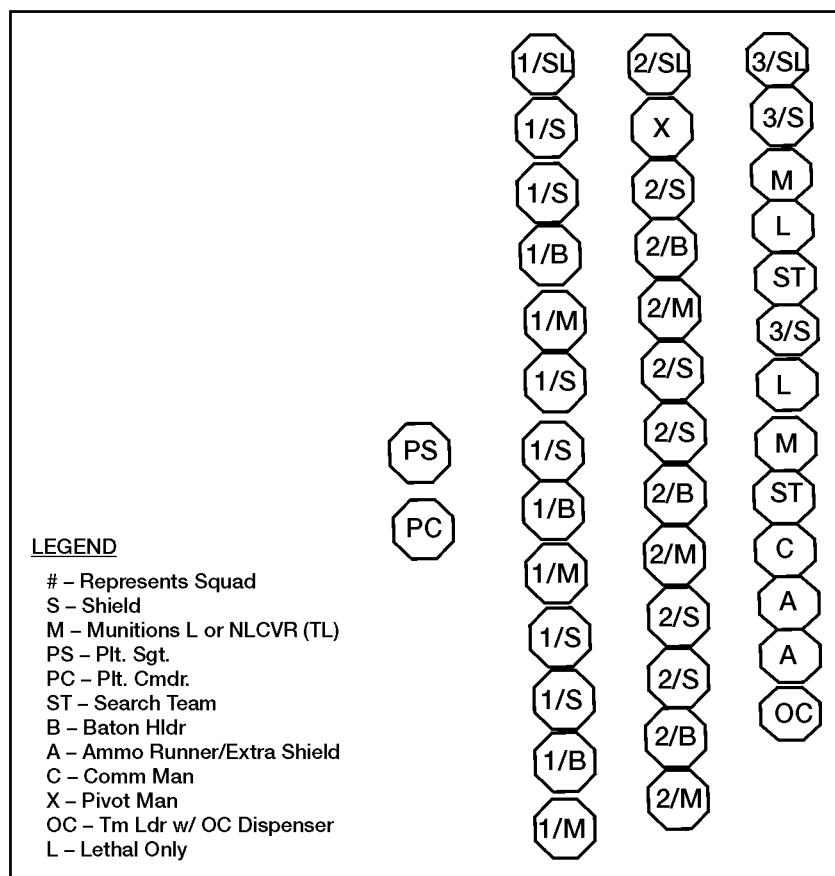 1/SL 2/SL 3/SL
1/S X 3/S
1/S 2/S M
1/B 2/B L
1/M 2/M ST
1/S 2/S 3/S
1/S 2/S L
1/B 2/B M
1/M 2/M ST
1/S 2/S C
1/S 2/S A
1/B 2/B A
1/M 2/M OC
PS
PC
LEGEND
# – Represents Squad
S – Shield
M – Munitions L or NLCVR (TL)
PS – Plt. Sgt.
PC – Plt. Cmdr.
ST – Search Team
B – Baton Hldr
A – Ammo Runner/Extra Shield
C – Comm Man
X – Pivot Man
OC – Tm Ldr w/ OC Dispenser
L – Lethal Only